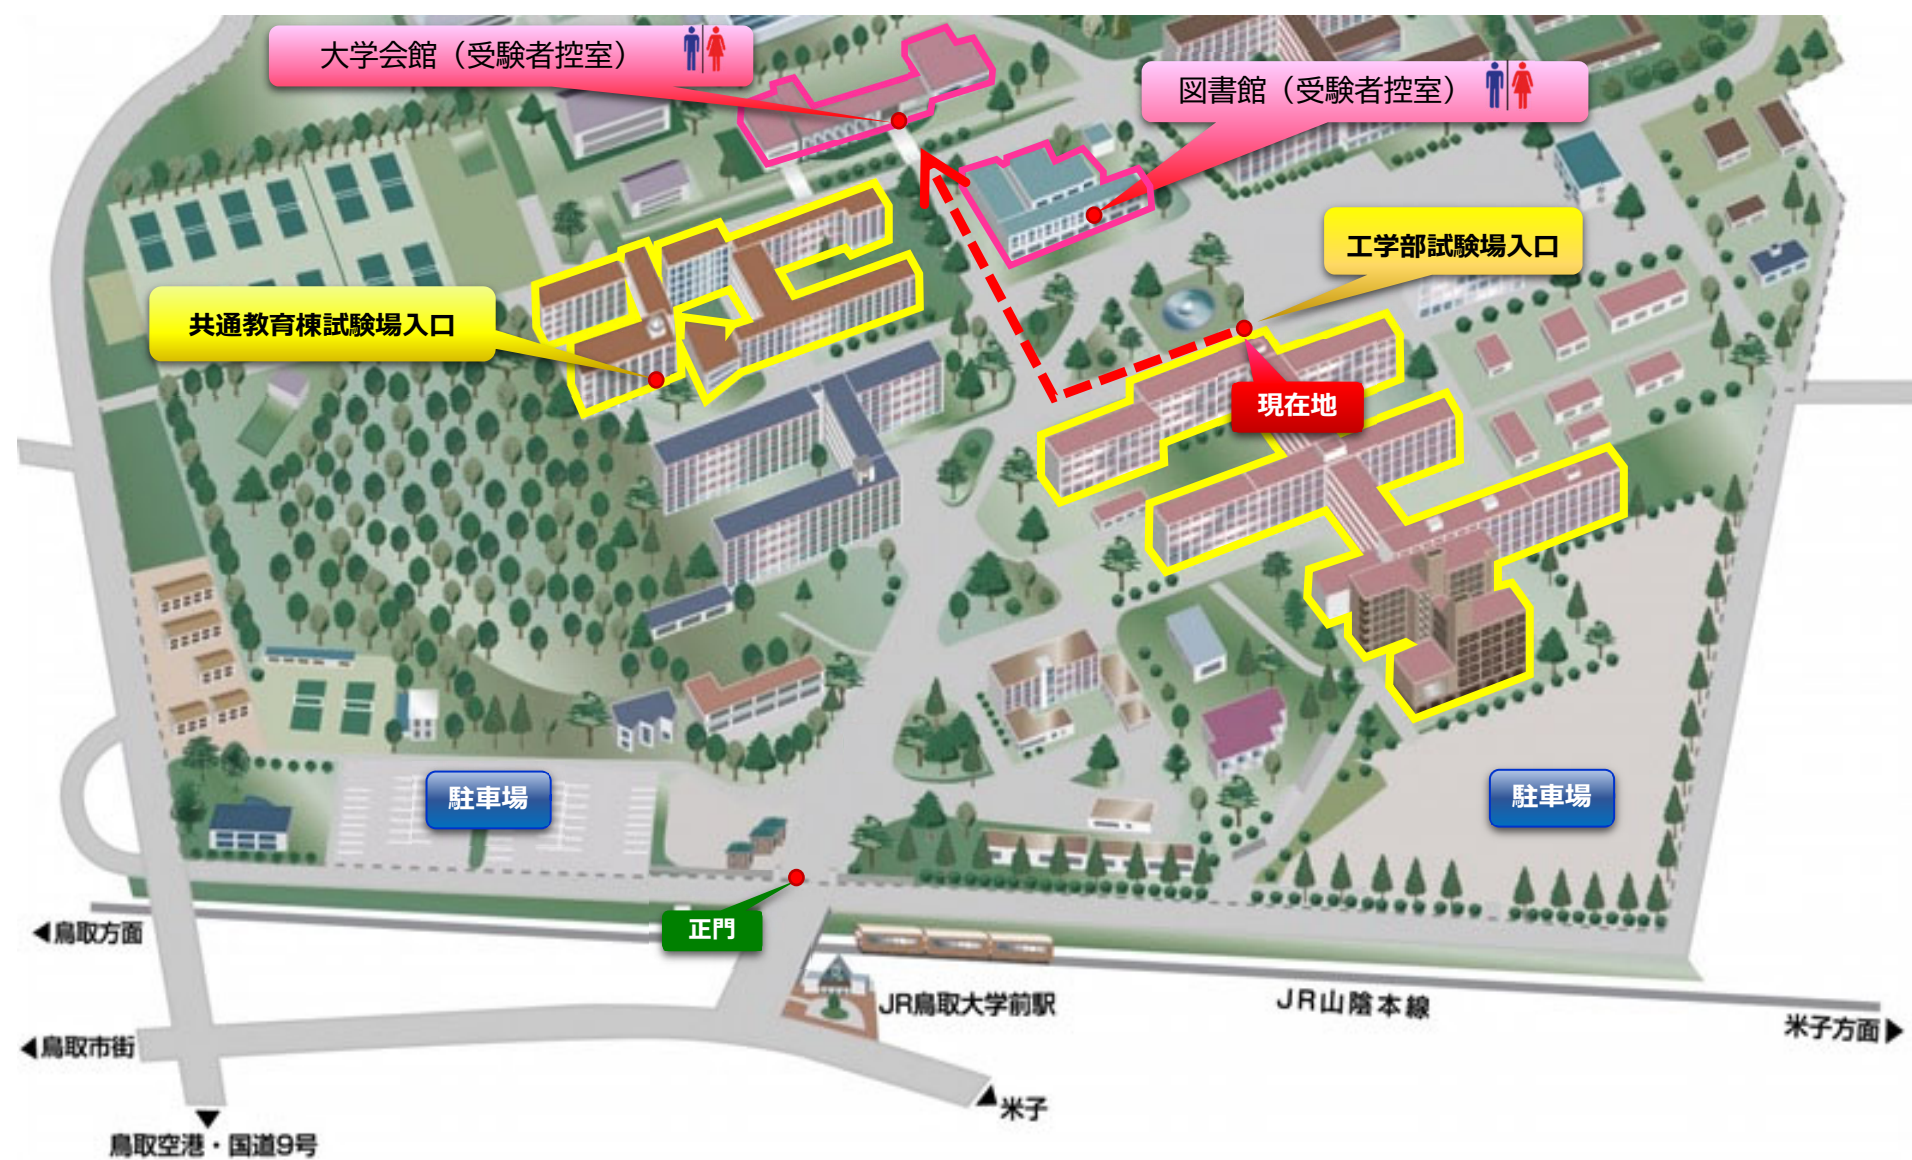 大学会館（受験者控室）
図書館（受験者控室）
工学部試験場入口
共通教育棟試験場入口
現在地
駐車場
駐車場
正門
鳥取方面
JR鳥取大学前駅
JR山陰本線
米子方面
鳥取市街
米子
鳥取空港・国道9号